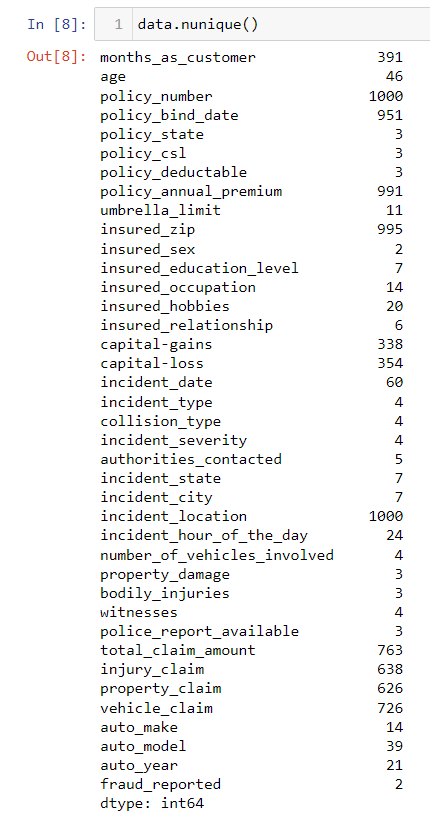 In [8]: 1 data.nunique()
Out[8]: months_as_customer 391
age 46
policy_number 1000
policy_bind_date 951
policy_state 3
policy_csl 3
policy_deductable 3
policy_annual_premium 991
umbrella_limit 11
insured_zip 995
insured_sex 2
insured_education_level 7
insured_occupation 14
insured_hobbies 20
insured_relationship 6
capital-gains 338
capital-loss 354
incident_date 60
incident_type 4
collision_type 4
incident_severity 4
authorities_contacted 5
incident_state 7
incident_city 7
incident_location 1000
incident_hour_of_the_day 24
number_of_vehicles_involved 4
property_damage 3
bodily_injuries 3
witnesses 4
police_report_available 3
total_claim_amount 763
injury_claim 638
property_claim 626
vehicle_claim 726
auto_make 14
auto_model 39
auto_year 21
fraud_reported 2
dtype: int64